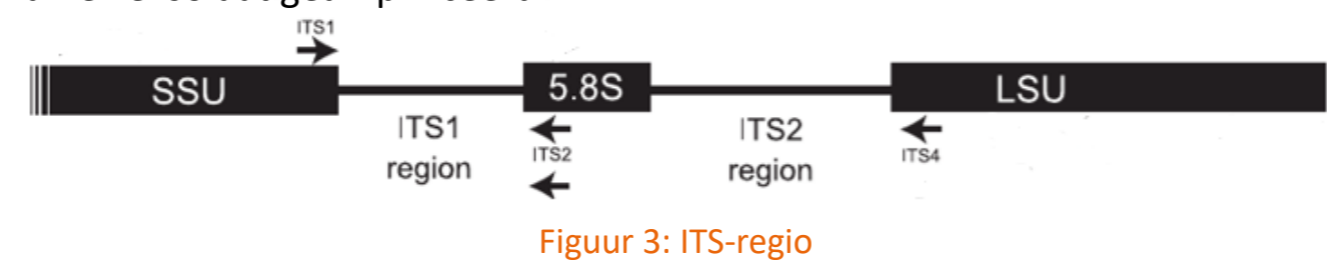 ITS1
SSU
5.8S
LSU
ITS1
region
ITS2
ITS2
region
ITS4
Figuur 3: ITS-regio